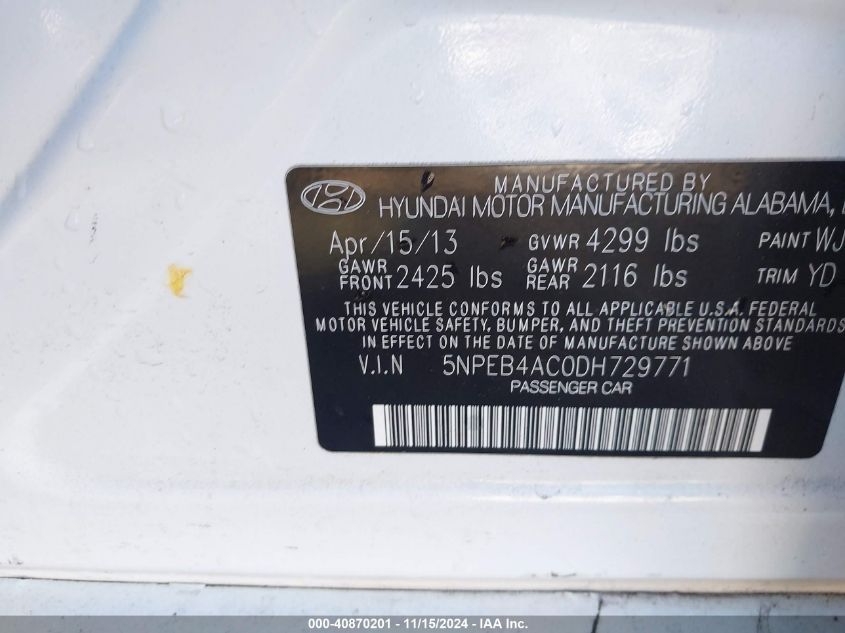 MANUFACTURED BY
HYUNDAI MOTOR MANUFACTURING ALABAMA,
Apr/15/13 GVWR 4299 lbs PAINT WJ
GAWR FRONT 2425 lbs GAWR REAR 2116 lbs TRIM YD
THIS VEHICLE CONFORMS TO ALL APPLICABLE U.S.A. FEDERAL
MOTOR VEHICLE SAFETY, BUMPER, AND THEFT PREVENTION STANDARDS
IN EFFECT ON THE DATE OF MANUFACTURE SHOWN ABOVE
V.I.N 5NPEB4AC0DH729771
PASSENGER CAR
000-40870201 - 11/15/2024 - IAA Inc.